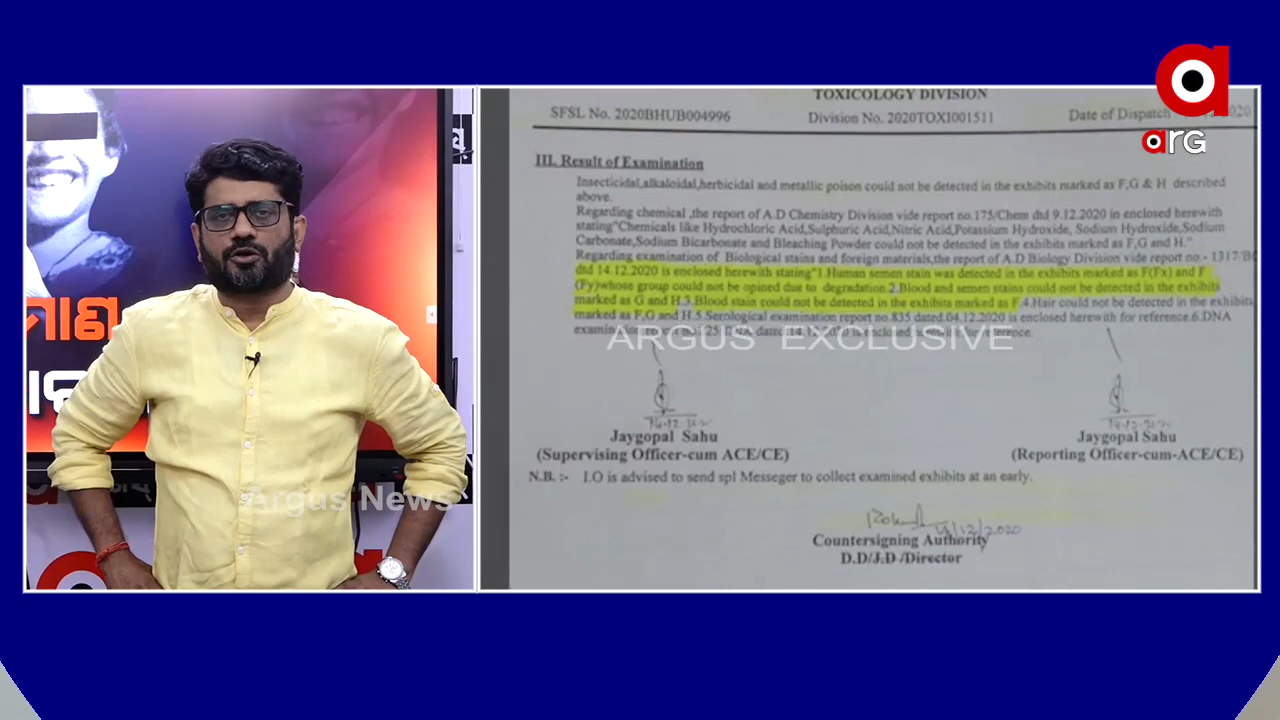 arG
TOXICOLOGY DIVISION
SFSL No. 2020BHUB004996 Division No. 2020TOXI001511 Date of Dispatch 2020
III. Result of Examination
Insecticidal,alkaloidal,herbicidal and metallic poison could not be detected in the exhibits marked as F,G & H described
above.
Regarding chemical ,the report of A.D Chemistry Division vide report no.175/Chem dtd 9.12.2020 in enclosed herewith
stating"Chemicals like Hydrochloric Acid,Sulphuric Acid,Nitric Acid,Potassium Hydroxide, Sodium Hydroxide,Sodium
Carbonate,Sodium Bicarbonate and Bleaching Powder could not be detected in the exhibits marked as F,G and H."
Regarding examination of Biological stains and foreign materials,the report of A.D Biology Division vide report no.- 1317/BC
dtd 14.12.2020 is enclosed herewith stating"1.Human semen stain was detected in the exhibits marked as F(Fx) and F
(Fy)whose group could not be opined due to degradation.2.Blood and semen stains could not be detected in the exhibits
marked as G and H.3.Blood stain could not be detected in the exhibits marked as F.4.Hair could not be detected in the exhibits
marked as F,G and H.5.Serological examination report no.835 dated.04.12.2020 is enclosed herewith for reference.6.DNA
ARGUS EXCLUSIVE
Jaygopal Sahu Jaygopal Sahu
(Supervising Officer-cum ACE/CE) (Reporting Officer-cum-ACE/CE)
N.B. :- I.O is advised to send spl Messeger to collect examined exhibits at an early.
Countersigning Authority
D.D/J.D /Director
Argus News